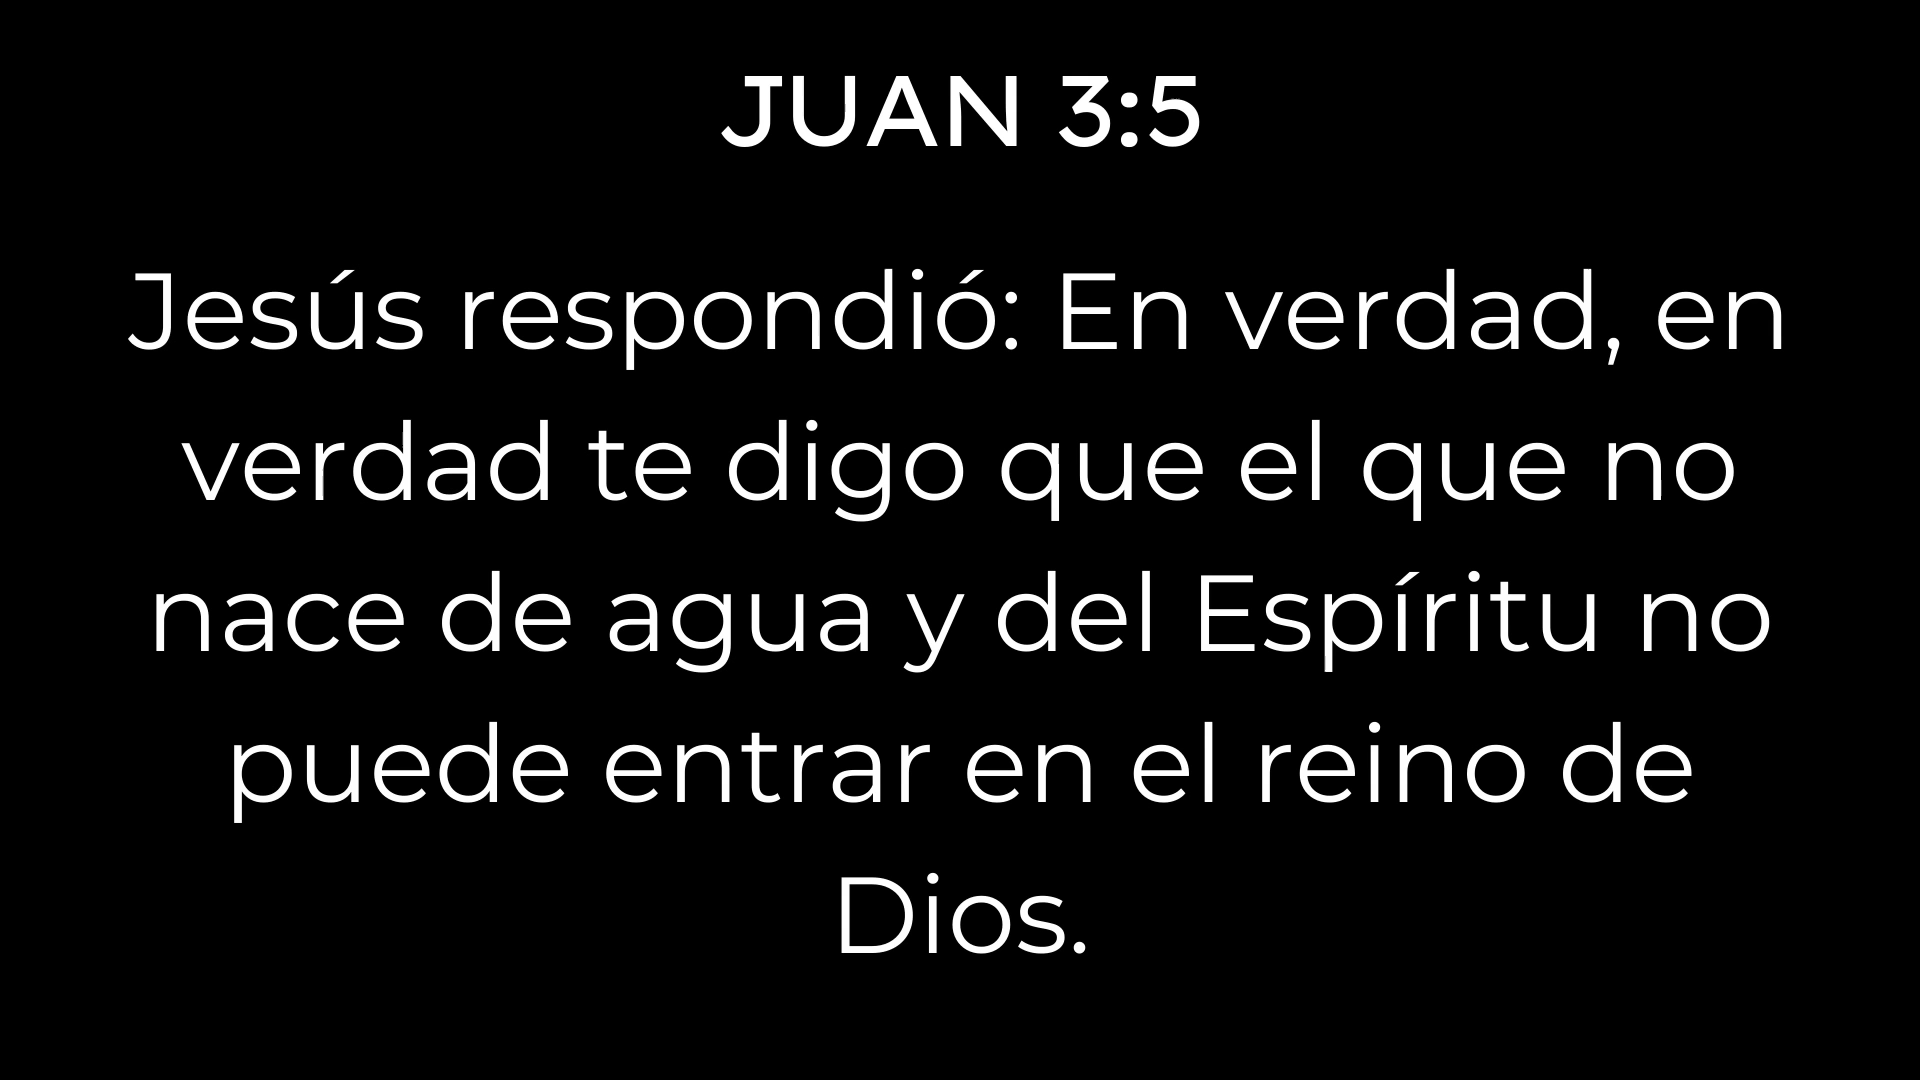 JUAN 3:5
Jesús respondió: En verdad, en
verdad te digo que el que no
nace de agua y del Espíritu no
puede entrar en el reino de
Dios.